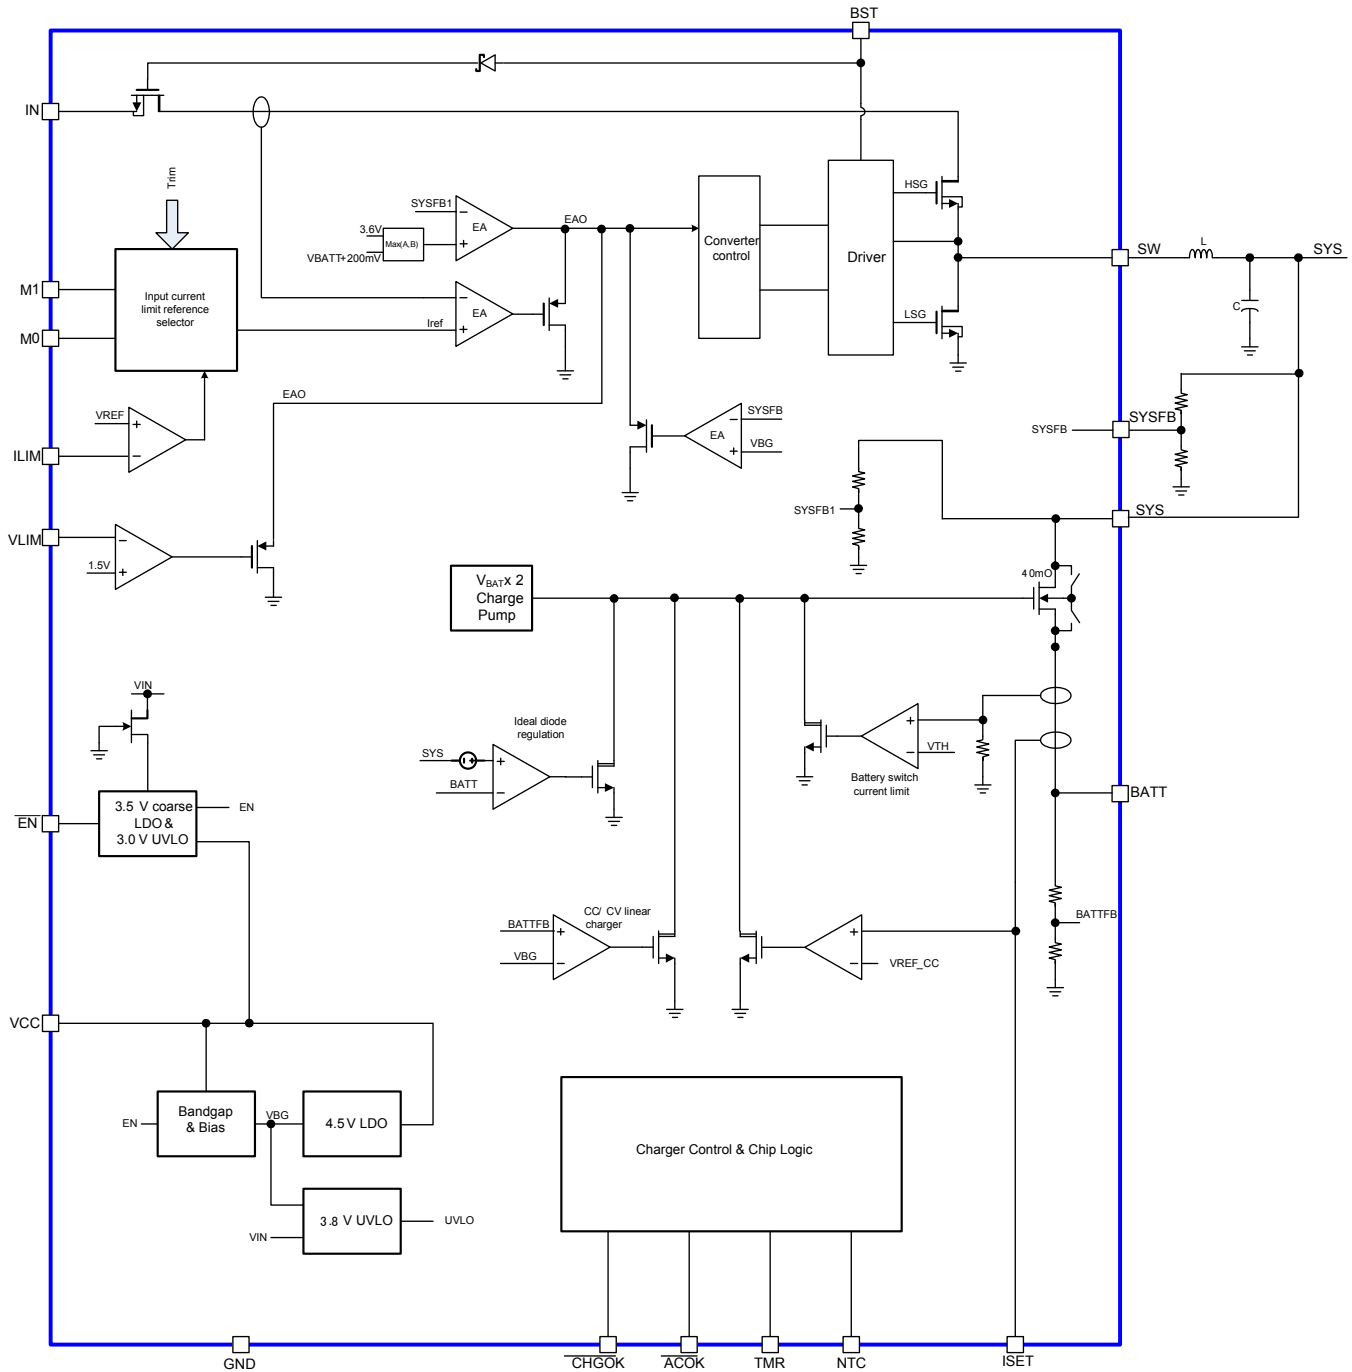 BST
IN
Trim
HSG
SYSFB1
EAO
3.6V
Max(A,B)
EA
VBATT+200mV
Converter
control
Driver
SW
L
SYS
M1
Input current
limit reference
selector
C
M0
Iref
EA
LSG
EAO
VREF
SYSFB
SYSFB
SYSFB
EA
VBG
ILIM
SYSFB1
SYS
VLIM
1.5V
40mO
VBATx 2
Charge
Pump
VIN
Ideal diode
regulation
SYS
VTH
BATT
Battery switch
current limit
BATT
3.5 V coarse
LDO &
3.0 V UVLO
EN
EN
CC/ CV linear
charger
BATTFB
BATTFB
VBG
VREF_CC
VCC
Bandgap
& Bias
VBG
4.5 V LDO
EN
Charger Control & Chip Logic
3.8 V UVLO
UVLO
VIN
GND
CHGOK
ACOK
TMR
NTC
ISET